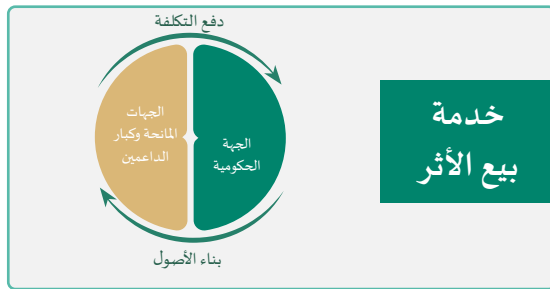 خدمة
بيع الأثر
دفع التكلفة
الجهة
الحكومية
الجهات
المانحة وكبار
الداعمين
بناء الأصول